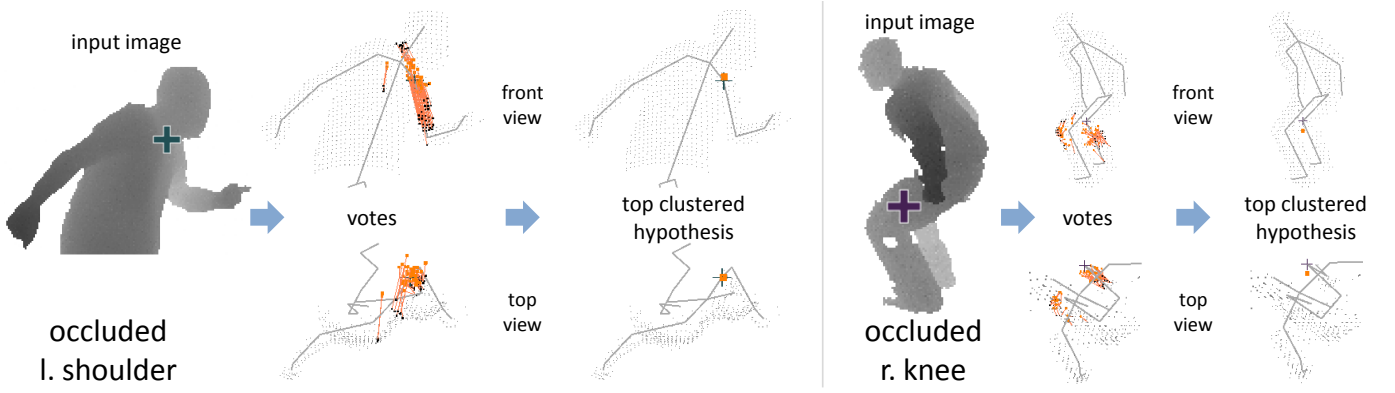 input image
votes
front
view
top clustered
hypothesis
top
view
occluded
l. shoulder
input image
votes
front
view
top clustered
hypothesis
top
view
occluded
r. knee